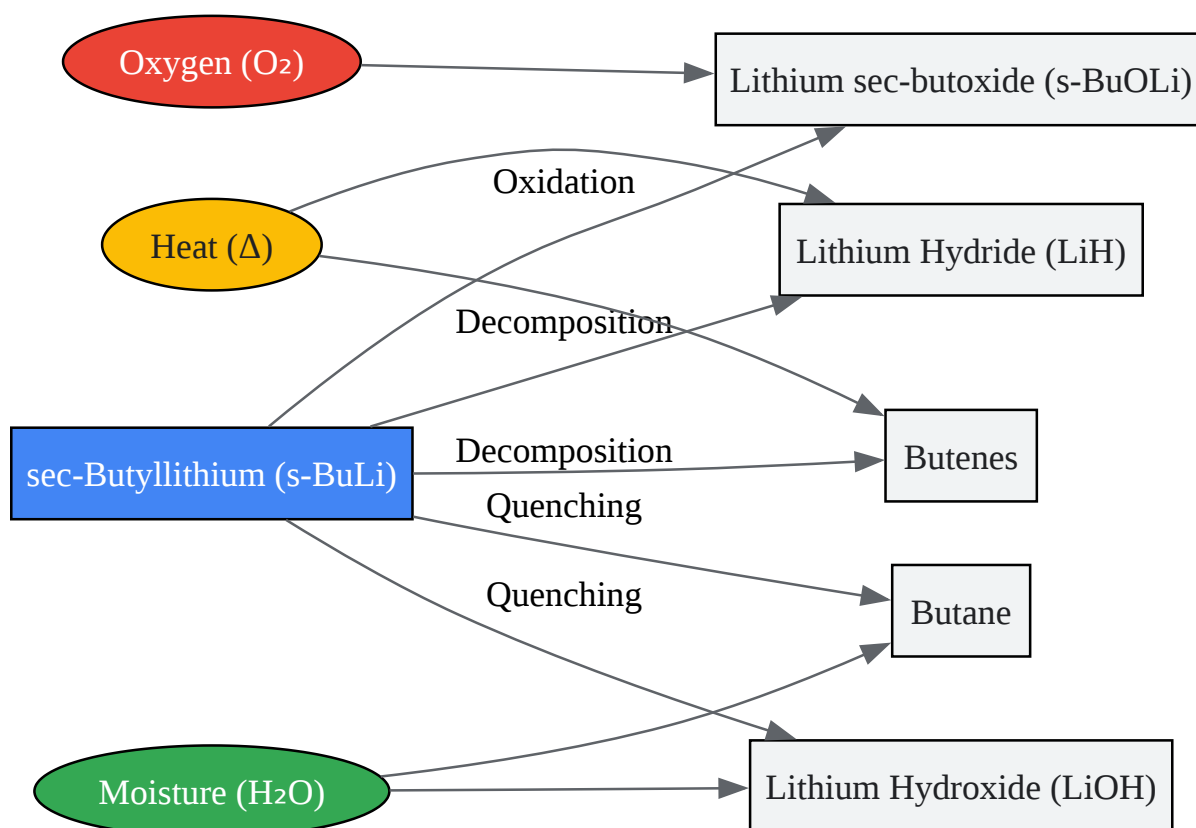 Oxygen (O₂)
Lithium sec-butoxide (s-BuOLi)
Oxidation
Heat (Δ)
Lithium Hydride (LiH)
Decomposition
sec-Butyllithium (s-BuLi)
Decomposition
Butenes
Quenching
Quenching
Butane
Moisture (H₂O)
Lithium Hydroxide (LiOH)